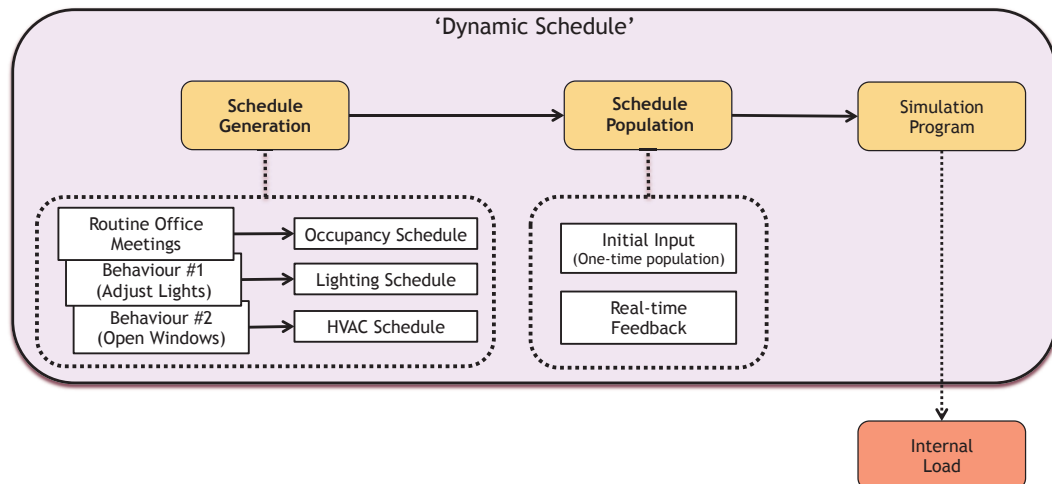 ‘Dynamic Schedule’
Schedule
Generation
Schedule
Population
Simulation
Program
Routine Office
Meetings
Occupancy Schedule
Behaviour #1
(Adjust Lights)
Lighting Schedule
Behaviour #2
(Open Windows)
HVAC Schedule
Initial Input
(One-time population)
Real-time
Feedback
Internal
Load